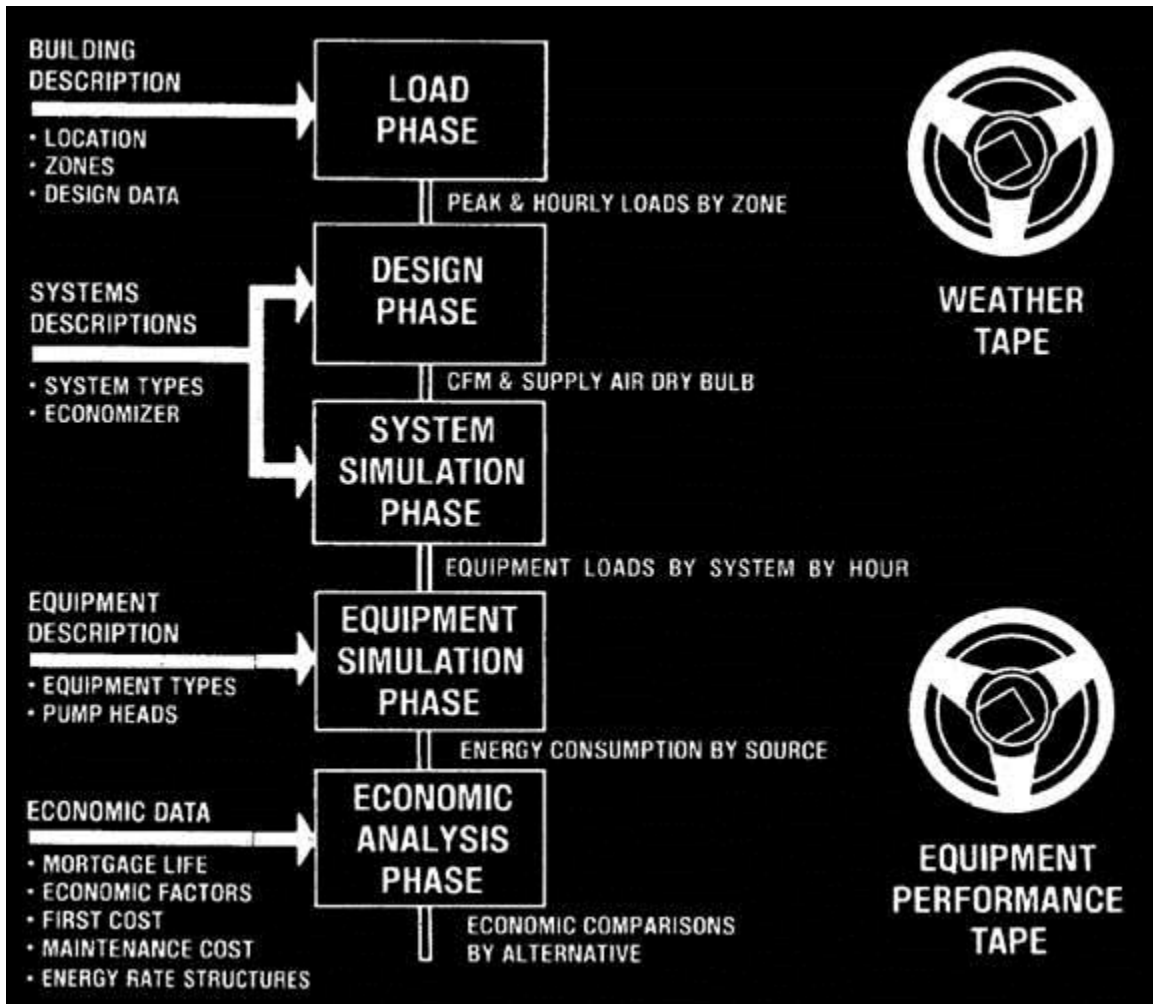 BUILDING
DESCRIPTION
• LOCATION
• ZONES
• DESIGN DATA
LOAD
PHASE
PEAK & HOURLY LOADS BY ZONE
SYSTEMS
DESCRIPTIONS
• SYSTEM TYPES
• ECONOMIZER
DESIGN
PHASE
CFM & SUPPLY AIR DRY BULB
SYSTEM
SIMULATION
PHASE
EQUIPMENT LOADS BY SYSTEM BY HOUR
EQUIPMENT
DESCRIPTION
• EQUIPMENT TYPES
• PUMP HEADS
EQUIPMENT
SIMULATION
PHASE
ENERGY CONSUMPTION BY SOURCE
ECONOMIC DATA
• MORTGAGE LIFE
• ECONOMIC FACTORS
• FIRST COST
• MAINTENANCE COST
• ENERGY RATE STRUCTURES
ECONOMIC
ANALYSIS
PHASE
ECONOMIC COMPARISONS
BY ALTERNATIVE
WEATHER
TAPE
EQUIPMENT
PERFORMANCE
TAPE